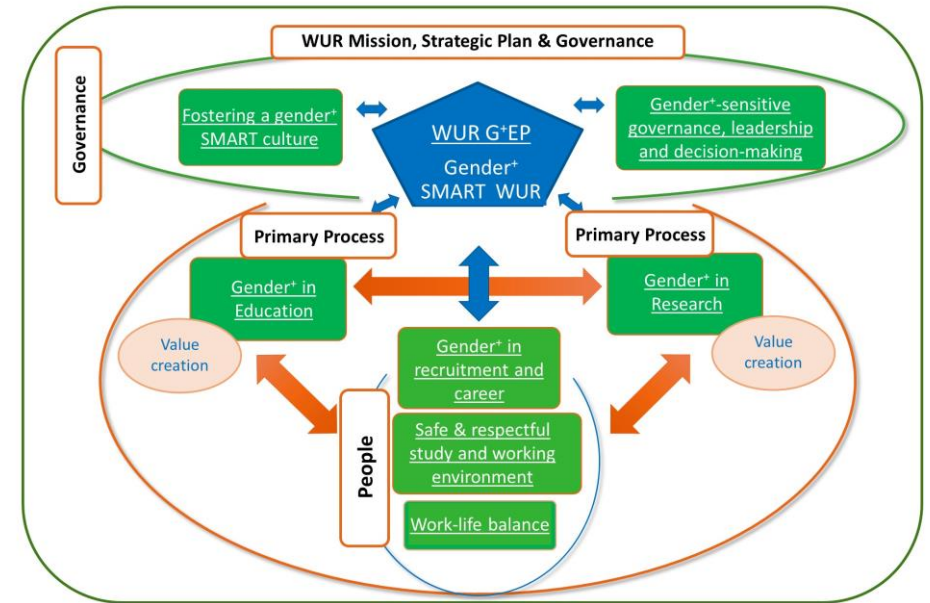 WUR Mission, Strategic Plan & Governance
Governance
Fostering a gender⁺
SMART culture
WUR G⁺EP
Gender⁺
SMART WUR
Gender⁺-sensitive
governance, leadership
and decision-making
Primary Process
Primary Process
Gender⁺ in
Education
Gender⁺ in
Research
Value
creation
Value
creation
People
Gender⁺ in
recruitment and
career
Safe & respectful
study and working
environment
Work-life balance